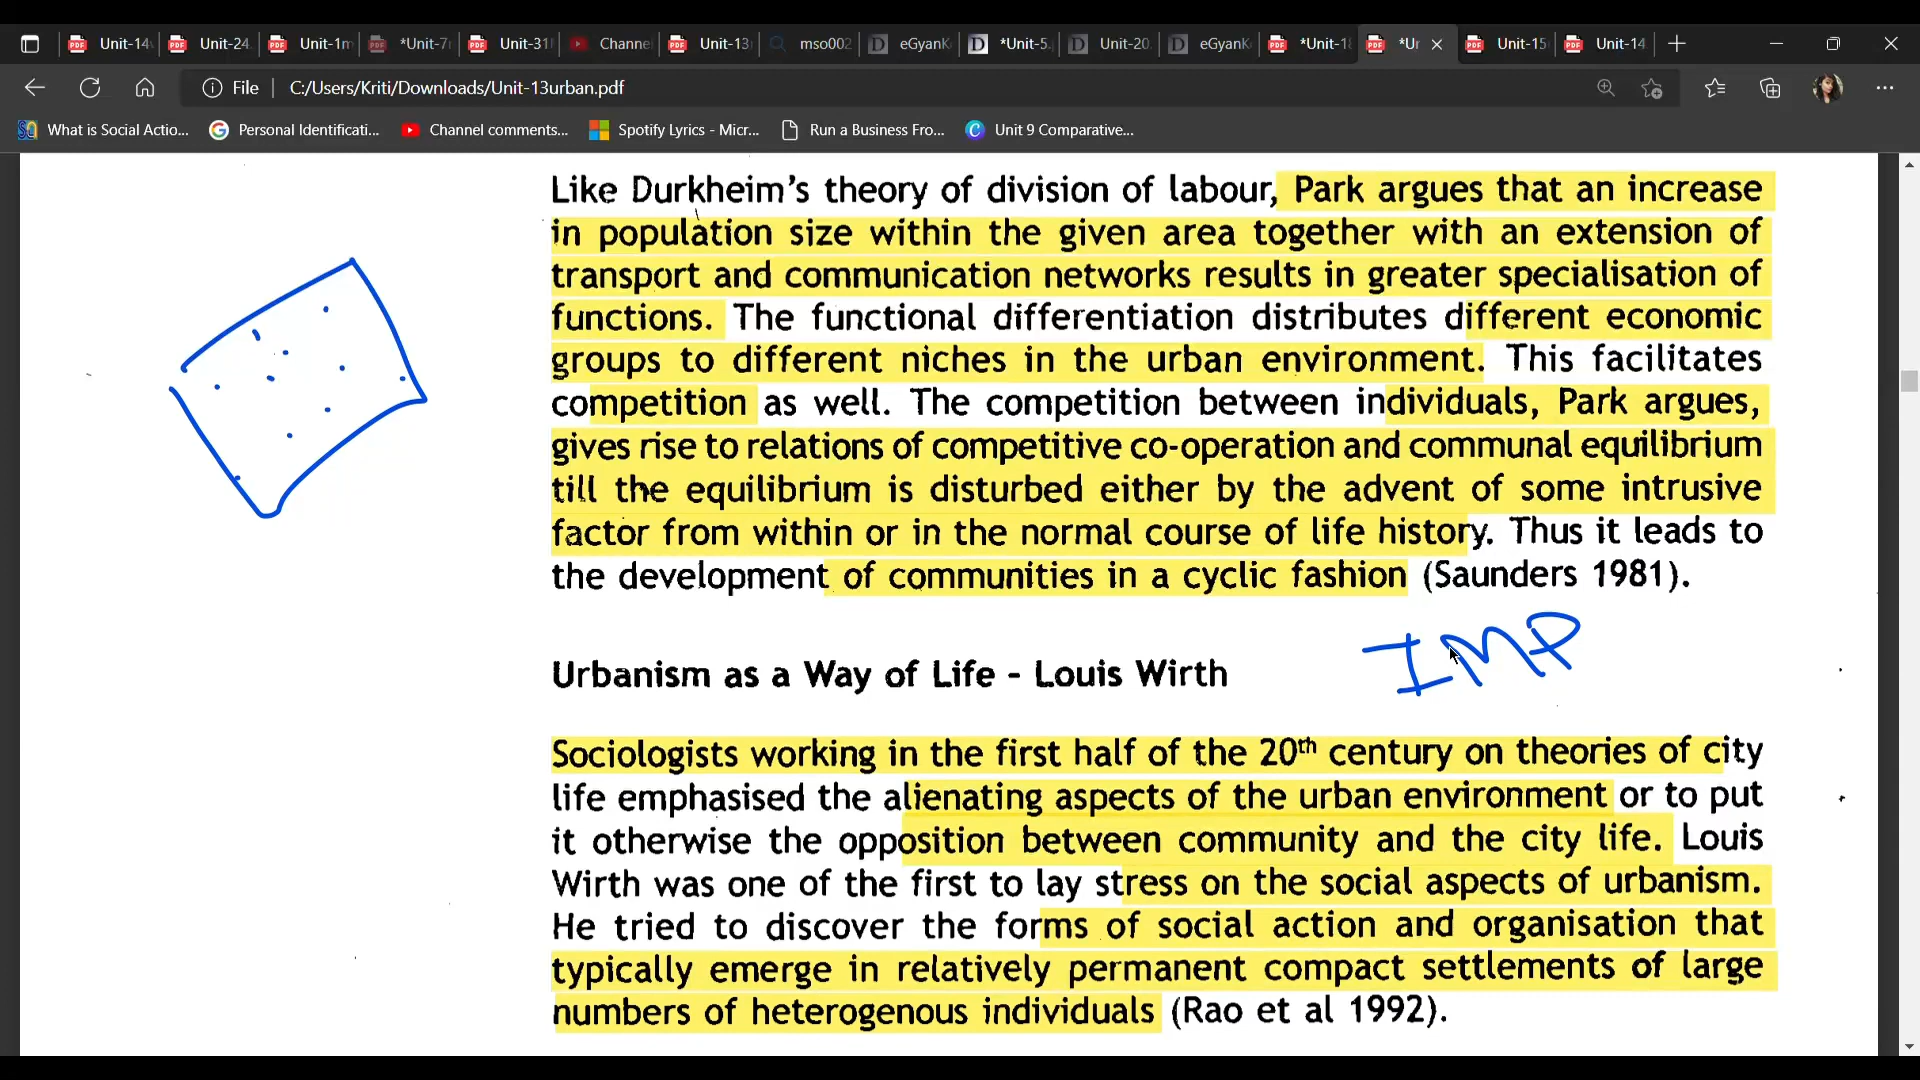 Unit-14
Unit-24
Unit-1m
*Unit-7
Unit-31
Channe
Unit-13
mso002
eGyanK
*Unit-5.
Unit-20.
eGyanK
*Unit-18
*Ur
Unit-15
Unit-14
File C:/Users/Kriti/Downloads/Unit-13urban.pdf
What is Social Actio... Personal Identificati... Channel comments... Spotify Lyrics - Micr... Run a Business Fro... Unit 9 Comparative...
Like Durkheim's theory of division of labour, Park argues that an increase
in population size within the given area together with an extension of
transport and communication networks results in greater specialisation of
functions. The functional differentiation distributes different economic
groups to different niches in the urban environment. This facilitates
competition as well. The competition between individuals, Park argues,
gives rise to relations of competitive co-operation and communal equilibrium
till the equilibrium is disturbed either by the advent of some intrusive
factor from within or in the normal course of life history. Thus it leads to
the development of communities in a cyclic fashion (Saunders 1981).
IMP
Urbanism as a Way of Life - Louis Wirth
Sociologists working in the first half of the 20th century on theories of city
life emphasised the alienating aspects of the urban environment or to put
it otherwise the opposition between community and the city life. Louis
Wirth was one of the first to lay stress on the social aspects of urbanism.
He tried to discover the forms of social action and organisation that
typically emerge in relatively permanent compact settlements of large
numbers of heterogenous individuals (Rao et al 1992).